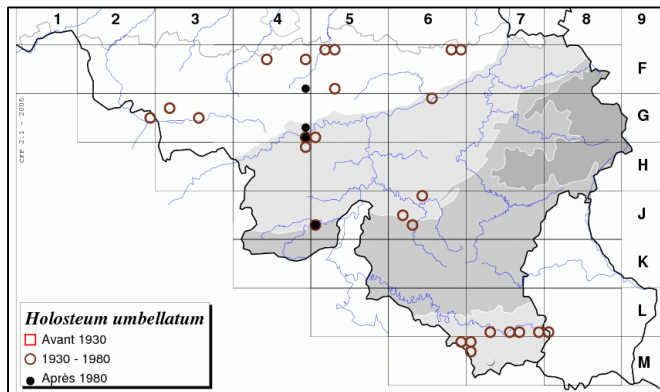 1 2 3 4 5 6 7 8 9
F
G
CFF 2.1 - 2006
H
J
K
L
M
Holosteum umbellatum
Avant 1930
1930 - 1980
Après 1980